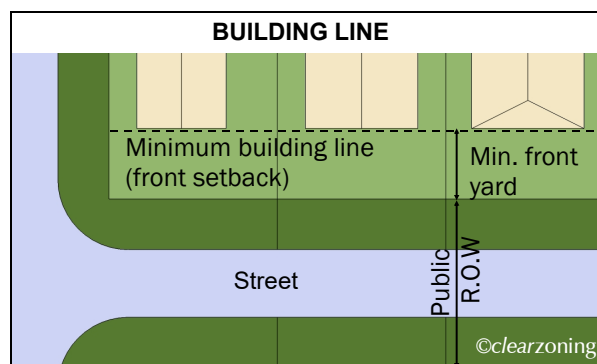 BUILDING LINE
Minimum building line
(front setback)
Min. front
yard
Street
Public
R.O.W
©clearzoning